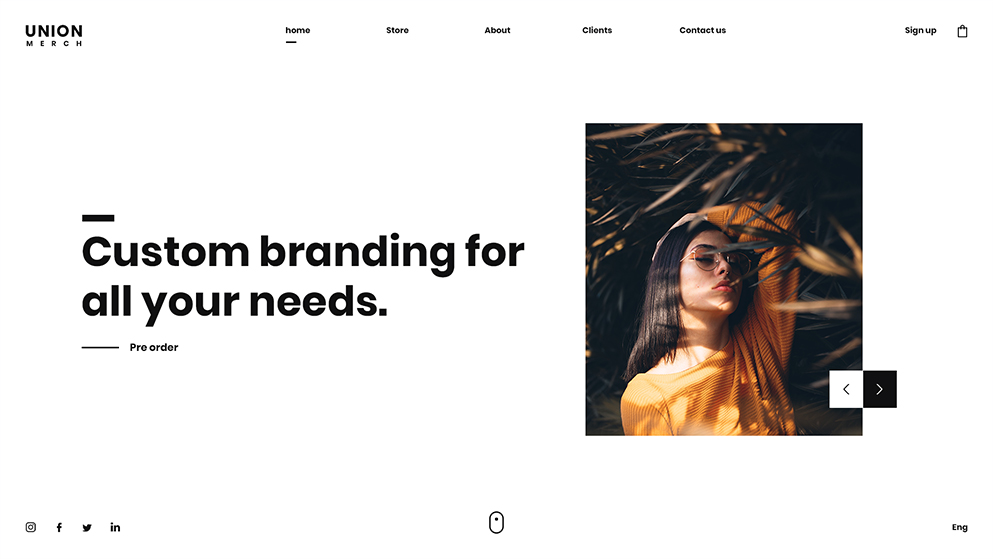 UNION
MERCH
home
Store
About
Clients
Contact us
Sign up
Custom branding for
all your needs.
Pre order
Eng